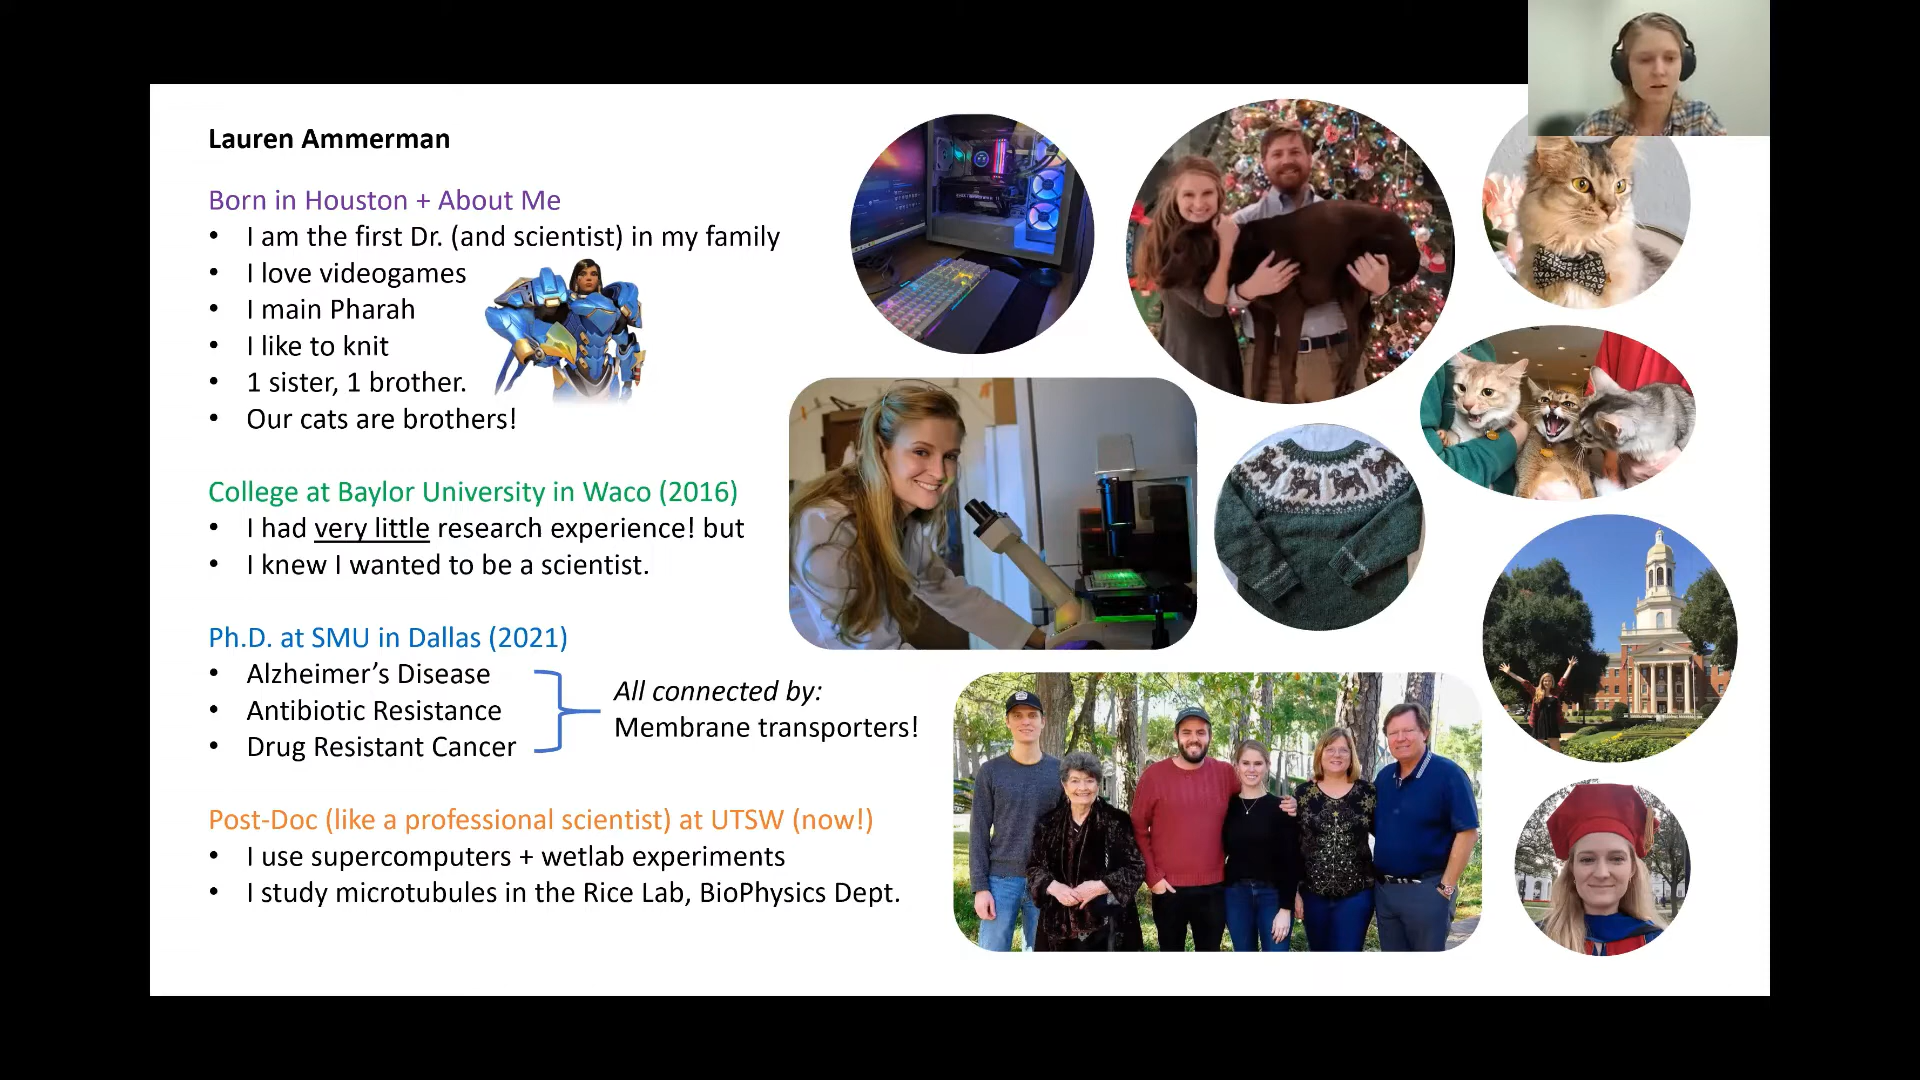 Lauren Ammerman
Born in Houston + About Me
• I am the first Dr. (and scientist) in my family
• I love videogames
• I main Pharah
• I like to knit
• 1 sister, 1 brother.
• Our cats are brothers!
College at Baylor University in Waco (2016)
• I had very little research experience! but
• I knew I wanted to be a scientist.
Ph.D. at SMU in Dallas (2021)
• Alzheimer’s Disease
• Antibiotic Resistance
• Drug Resistant Cancer
All connected by:
Membrane transporters!
Post-Doc (like a professional scientist) at UTSW (now!)
• I use supercomputers + wetlab experiments
• I study microtubules in the Rice Lab, BioPhysics Dept.